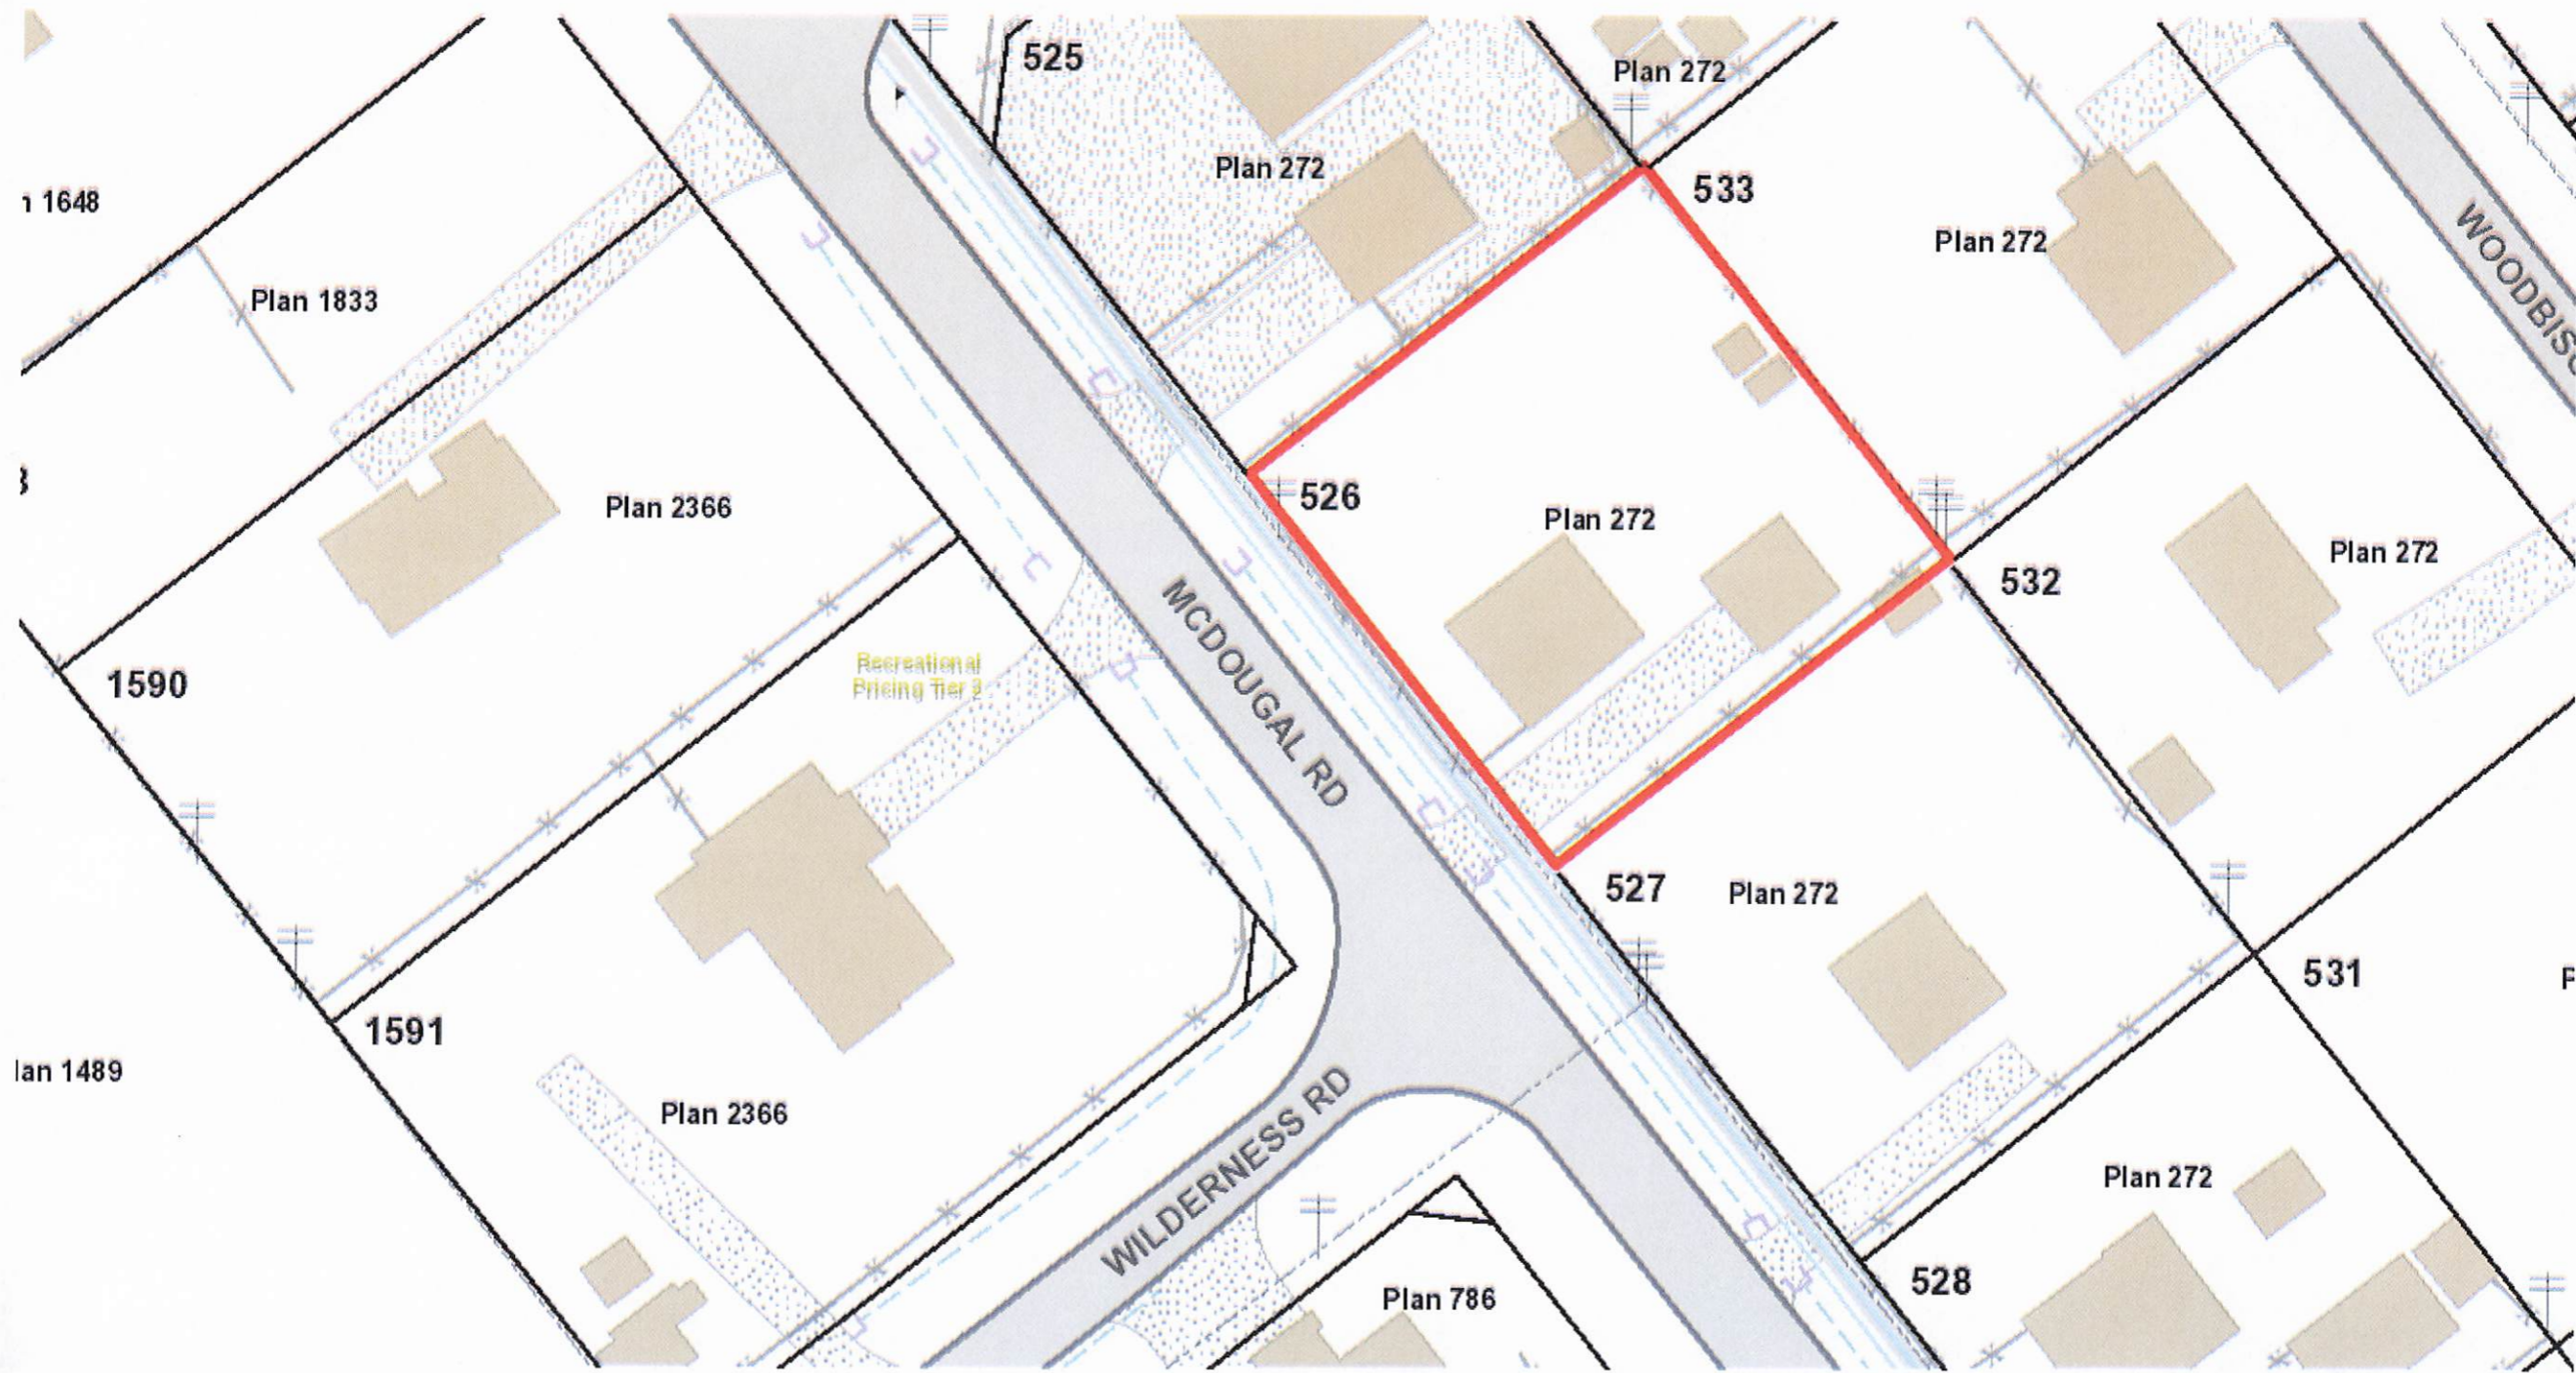 525
Plan 272
Plan 272
533
1648
Plan 272
WOODBISO
Plan 1833
526
Plan 2366
Plan 272
Plan 272
532
MCDOUGAL RD
Recreational
Pricing Tier 2
1590
527
Plan 272
531
1591
lan 1489
Plan 2366
WILDERNESS RD
Plan 272
528
Plan 786